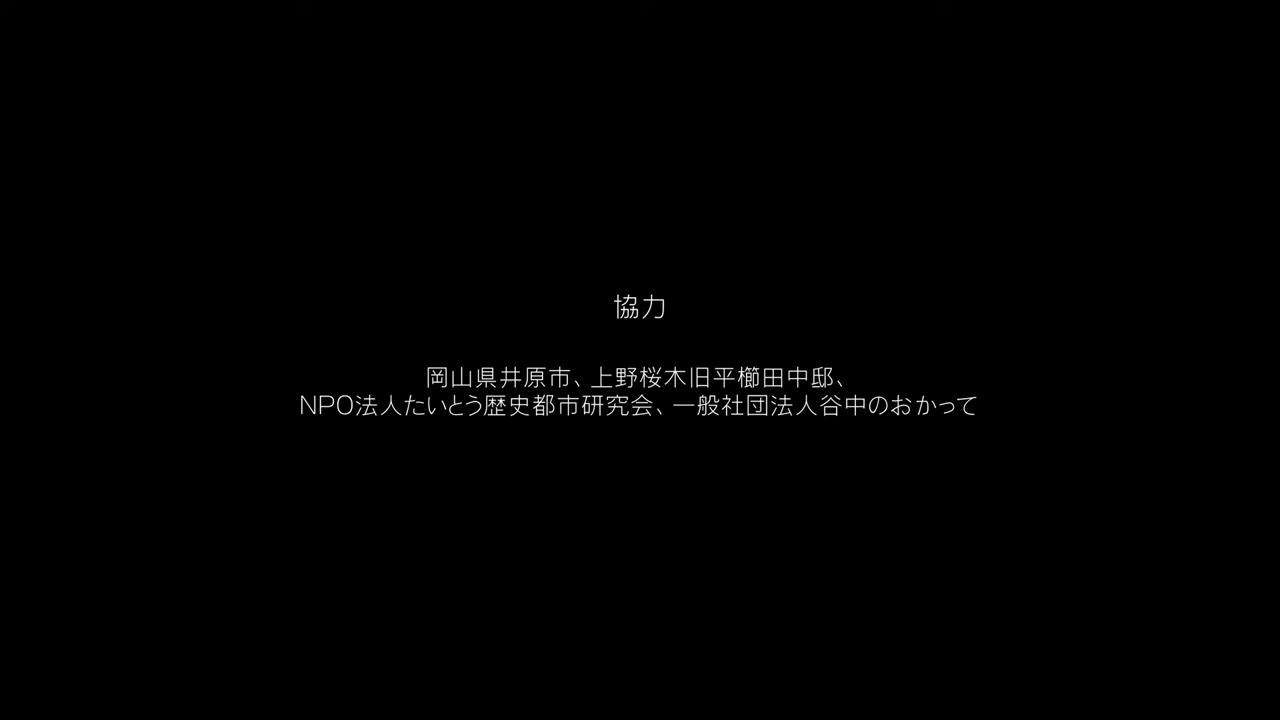 協力
岡山県井原市、上野桜木旧平櫛田中邸、
NPO法人たいとう歴史都市研究会、一般社団法人谷中のおかって